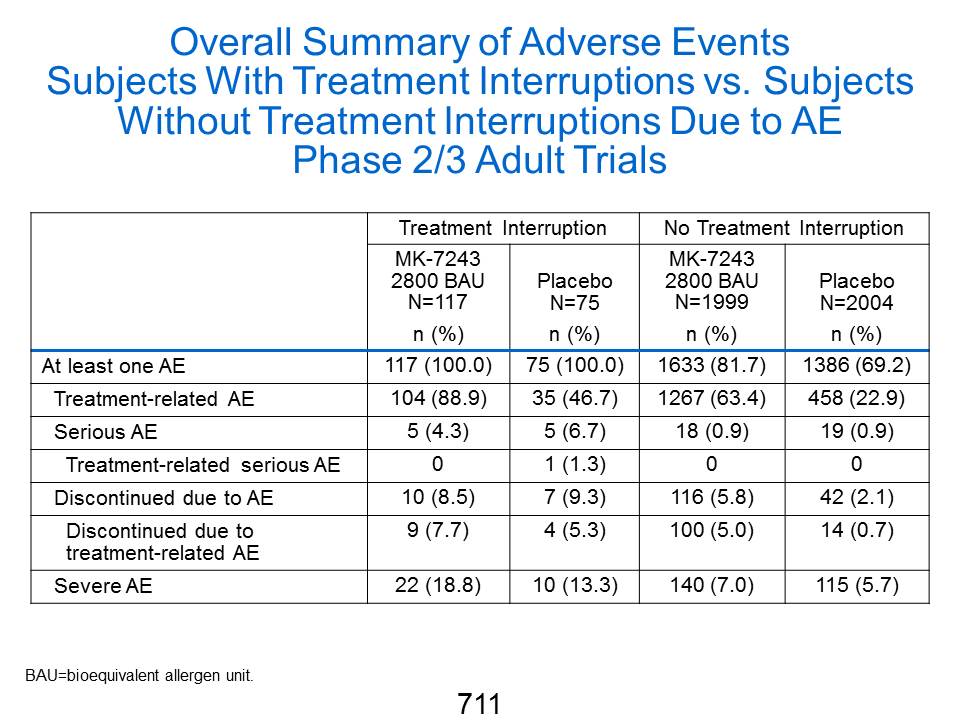 Overall Summary of Adverse Events
Subjects With Treatment Interruptions vs. Subjects
Without Treatment Interruptions Due to AE
Phase 2/3 Adult Trials
Treatment Interruption No Treatment Interruption
MK-7243 2800 BAU N=117 n (%)
Placebo N=75 n (%)
MK-7243 2800 BAU N=1999 n (%)
Placebo N=2004 n (%)
At least one AE 117 (100.0) 75 (100.0) 1633 (81.7) 1386 (69.2)
Treatment-related AE 104 (88.9) 35 (46.7) 1267 (63.4) 458 (22.9)
Serious AE 5 (4.3) 5 (6.7) 18 (0.9) 19 (0.9)
Treatment-related serious AE 0 1 (1.3) 0 0
Discontinued due to AE 10 (8.5) 7 (9.3) 116 (5.8) 42 (2.1)
Discontinued due to 9 (7.7) 4 (5.3) 100 (5.0) 14 (0.7)
treatment-related AE
Severe AE 22 (18.8) 10 (13.3) 140 (7.0) 115 (5.7)
BAU=bioequivalent allergen unit.
711